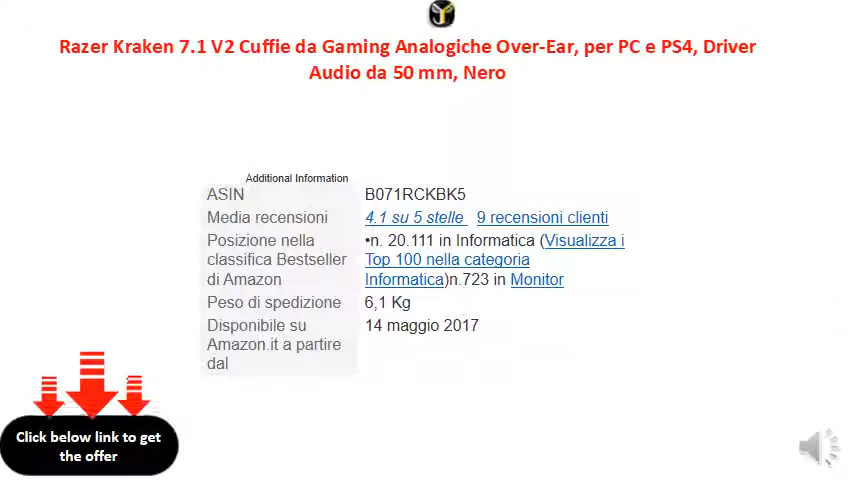 Razer Kraken 7.1 V2 Cuffie da Gaming Analogiche Over-Ear, per PC e PS4, Driver
Audio da 50 mm, Nero
Additional Information
ASIN B071RCKBK5
Media recensioni 4.1 su 5 stelle 9 recensioni clienti
Posizione nella •n. 20.111 in Informatica (Visualizza i
classifica Bestseller Top 100 nella categoria
di Amazon Informatica)n.723 in Monitor
Peso di spedizione 6,1 Kg
Disponibile su 14 maggio 2017
Amazon.it a partire
dal
Click below link to get
the offer